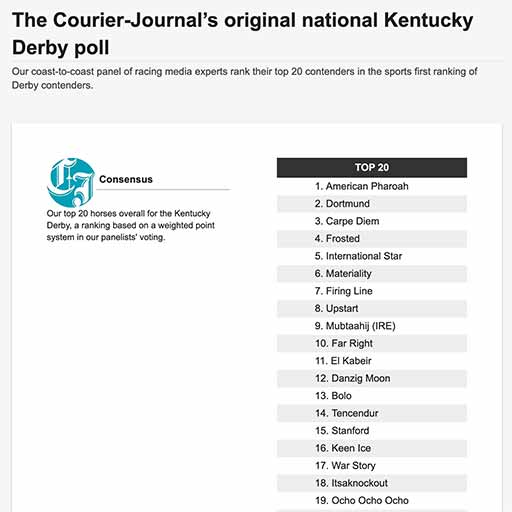 The Courier-Journal’s original national Kentucky
Derby poll
Our coast-to-coast panel of racing media experts rank their top 20 contenders in the sports first ranking of
Derby contenders.
CJ
Consensus
Our top 20 horses overall for the Kentucky
Derby, a ranking based on a weighted point
system in our panelists' voting.
TOP 20
1. American Pharoah
2. Dortmund
3. Carpe Diem
4. Frosted
5. International Star
6. Materiality
7. Firing Line
8. Upstart
9. Mubtaahij (IRE)
10. Far Right
11. El Kabeir
12. Danzig Moon
13. Bolo
14. Tencendur
15. Stanford
16. Keen Ice
17. War Story
18. Itsaknockout
19. Ocho Ocho Ocho